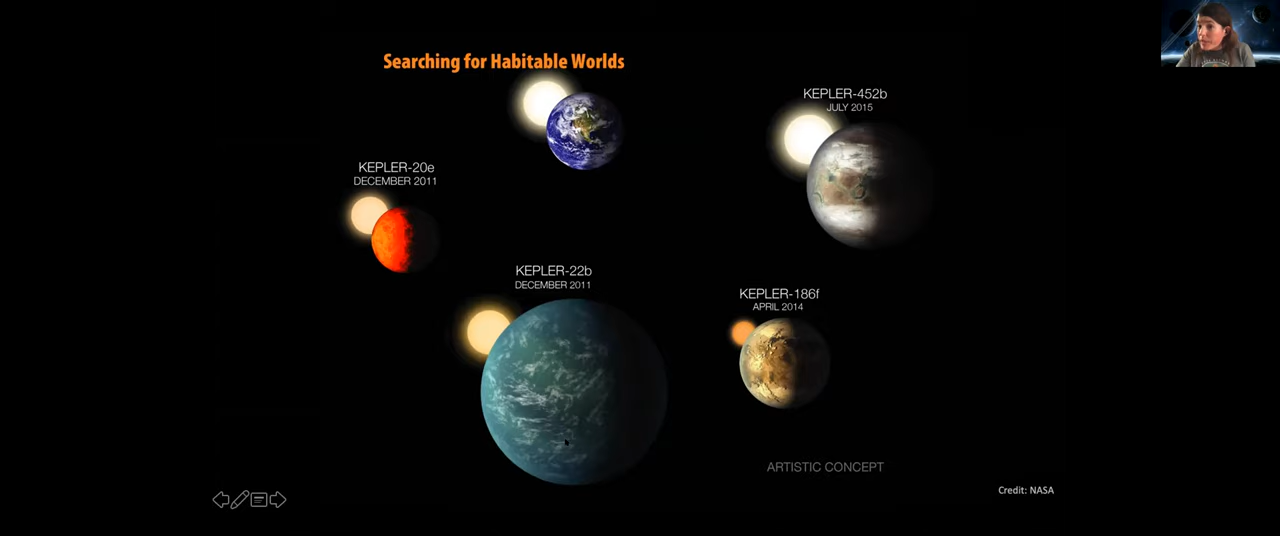 Searching for Habitable Worlds
KEPLER-452b
JULY 2015
KEPLER-20e
DECEMBER 2011
KEPLER-22b
DECEMBER 2011
KEPLER-186f
APRIL 2014
ARTISTIC CONCEPT
Credit: NASA